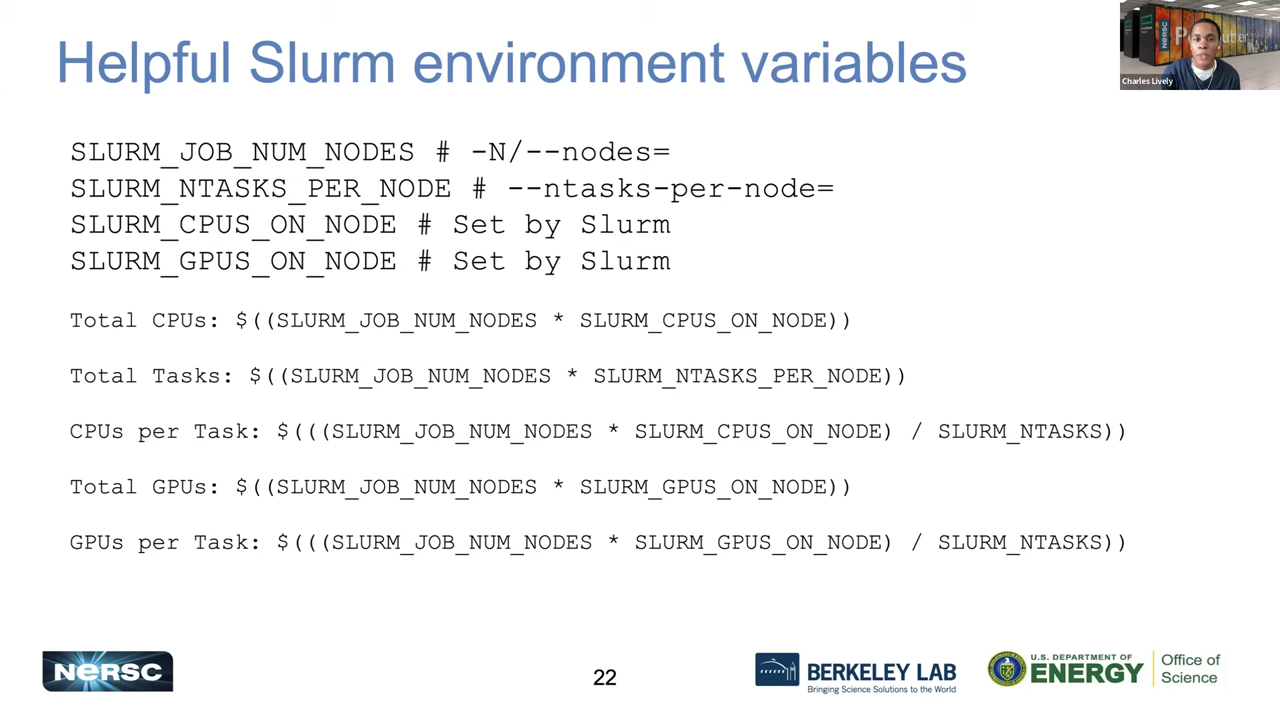 Helpful Slurm environment variables
Charles Lively
SLURM_JOB_NUM_NODES # -N/--nodes=
SLURM_NTASKS_PER_NODE # --ntasks-per-node=
SLURM_CPUS_ON_NODE # Set by Slurm
SLURM_GPUS_ON_NODE # Set by Slurm
Total CPUs: $((SLURM_JOB_NUM_NODES * SLURM_CPUS_ON_NODE))
Total Tasks: $((SLURM_JOB_NUM_NODES * SLURM_NTASKS_PER_NODE))
CPUs per Task: $(((SLURM_JOB_NUM_NODES * SLURM_CPUS_ON_NODE) / SLURM_NTASKS))
Total GPUs: $((SLURM_JOB_NUM_NODES * SLURM_GPUS_ON_NODE))
GPUs per Task: $(((SLURM_JOB_NUM_NODES * SLURM_GPUS_ON_NODE) / SLURM_NTASKS))
NERSC
22
BERKELEY LAB
Bringing Science Solutions to the World
U.S. DEPARTMENT OF
ENERGY
Office of
Science